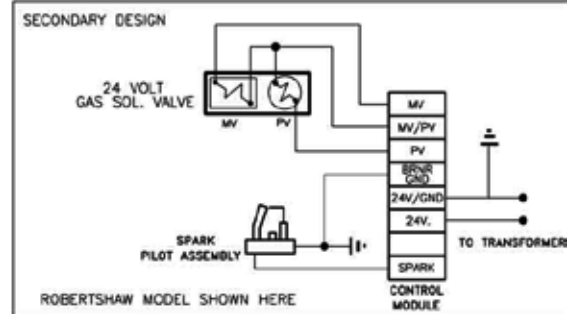 SECONDARY DESIGN
24 VOLT
GAS SOL. VALVE
MV
PV
MV
MV/PV
PV
BRNR
GND
24V/GND
24V.
SPARK
TO TRANSFORMER
SPARK
PILOT ASSEMBLY
CONTROL
MODULE
ROBERTSHAW MODEL SHOWN HERE